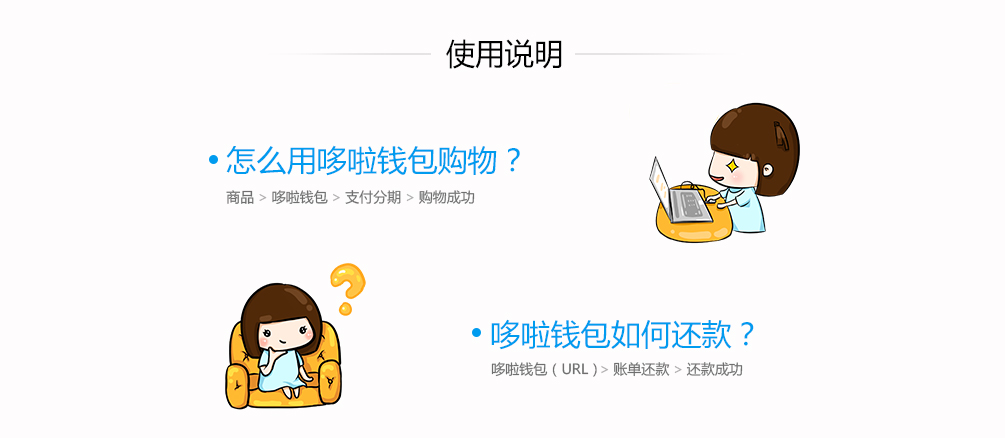 使用说明
怎么用哆啦钱包购物？
商品 > 哆啦钱包 > 支付分期 > 购物成功
哆啦钱包如何还款？
哆啦钱包 ( URL ) > 账单还款 > 还款成功